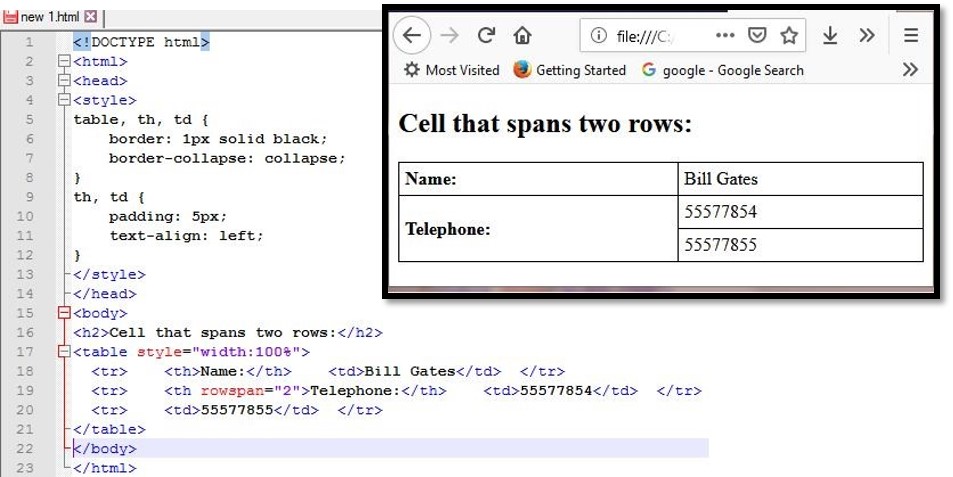 new 1.html
1 <!DOCTYPE html>
2 <html>
3 <head>
4 <style>
5 table, th, td {
6     border: 1px solid black;
7     border-collapse: collapse;
8 }
9 th, td {
10     padding: 5px;
11     text-align: left;
12 }
13 </style>
14 </head>
15 <body>
16 <h2>Cell that spans two rows:</h2>
17 <table style="width:100%">
18   <tr>    <th>Name:</th>    <td>Bill Gates</td>  </tr>
19   <tr>    <th rowspan="2">Telephone:</th>    <td>55577854</td>  </tr>
20   <tr>    <td>55577855</td>  </tr>
21 </table>
22 </body>
23 </html>
file:///C:/
Most Visited Getting Started google - Google Search
Cell that spans two rows:
Name: Bill Gates
Telephone: 55577854
55577855